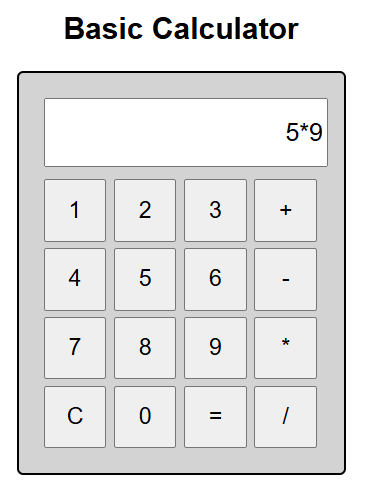 Basic Calculator
5*9
1 2 3 +
4 5 6 -
7 8 9 *
C 0 = /